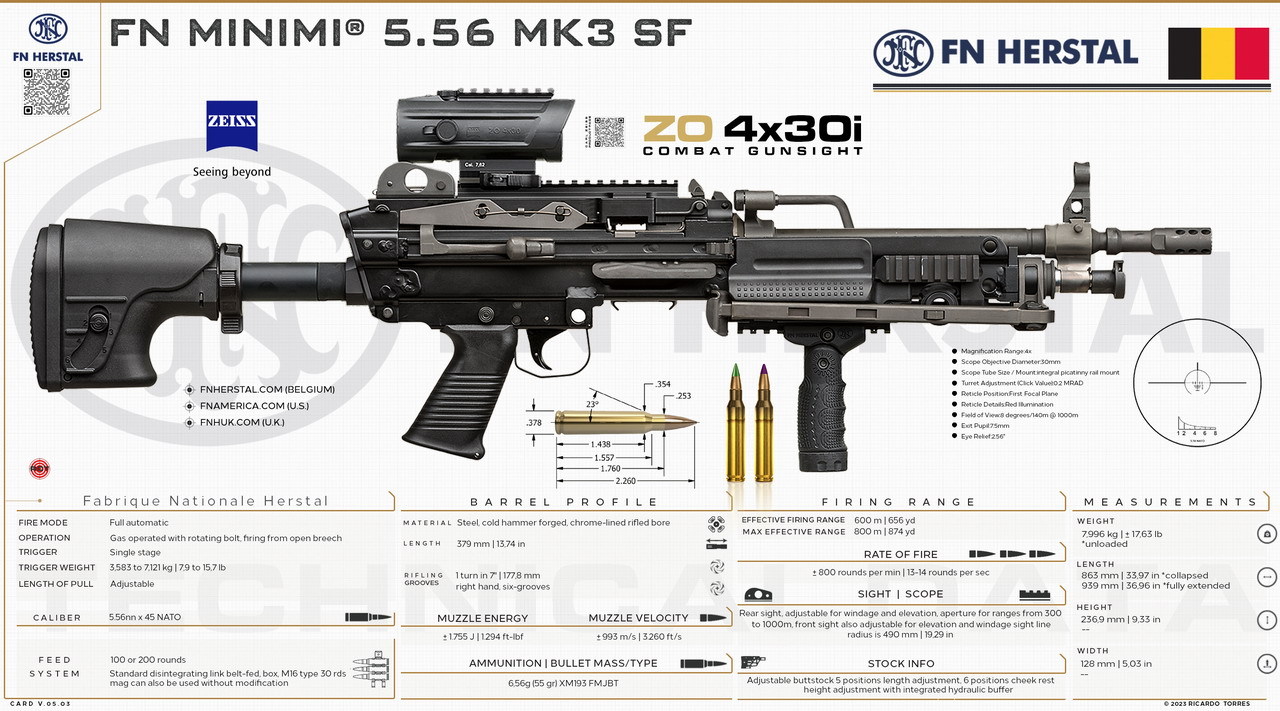 FN HERSTAL
FN MINIMI® 5.56 MK3 SF
FN HERSTAL
ZEISS
Seeing beyond
ZO 4x30i
COMBAT GUNSIGHT
ZO 4x30i
Cal. 7,62
FNHERSTAL.COM (BELGIUM)
FNAMERICA.COM (U.S.)
FNHUK.COM (U.K.)
.354
.253
23°
.378
1.438
1.557
1.760
2.260
Magnification Range:4x
Scope Objective Diameter:30mm
Scope Tube Size / Mount:integral picatinny rail mount
Turret Adjustment (Click Value):0.2 MRAD
Reticle Position:First Focal Plane
Reticle Details:Red Illumination
Field of View:8 degrees/140m @ 1000m
Exit Pupil:7.5mm
Eye Relief:2.56"
1 2 4 6 8
Fabrique Nationale Herstal
FIRE MODE Full automatic
OPERATION Gas operated with rotating bolt, firing from open breech
TRIGGER Single stage
TRIGGER WEIGHT 3,583 to 7,121 kg | 7.9 to 15,7 lb
LENGTH OF PULL Adjustable
CALIBER 5.56nn x 45 NATO
FEED SYSTEM
100 or 200 rounds
Standard disintegrating link belt-fed, box, M16 type 30 rds
mag can also be used without modification
BARREL PROFILE
MATERIAL Steel, cold hammer forged, chrome-lined rifled bore
LENGTH 379 mm | 13,74 in
RIFLING GROOVES
1 turn in 7" | 177,8 mm
right hand, six-grooves
MUZZLE ENERGY MUZZLE VELOCITY
± 1.755 J | 1.294 ft-lbf ± 993 m/s | 3.260 ft/s
AMMUNITION | BULLET MASS/TYPE
6,56g (55 gr) XM193 FMJBT
FIRING RANGE
EFFECTIVE FIRING RANGE 600 m | 656 yd
MAX EFFECTIVE RANGE 800 m | 874 yd
RATE OF FIRE
± 800 rounds per min | 13-14 rounds per sec
SIGHT | SCOPE
Rear sight, adjustable for windage and elevation, aperture for ranges from 300
to 1000m, front sight also adjustable for elevation and windage sight line
radius is 490 mm | 19.29 in
STOCK INFO
Adjustable buttstock 5 positions length adjustment, 6 positions cheek rest
height adjustment with integrated hydraulic buffer
MEASUREMENTS
WEIGHT
7,996 kg | ± 17,63 lb
*unloaded
LENGTH
863 mm | 33,97 in *collapsed
939 mm | 36,96 in *fully extended
HEIGHT
236.9 mm | 9,33 in
--
WIDTH
128 mm | 5,03 in
--
CARD V.05.03
© 2023 RICARDO TORRES